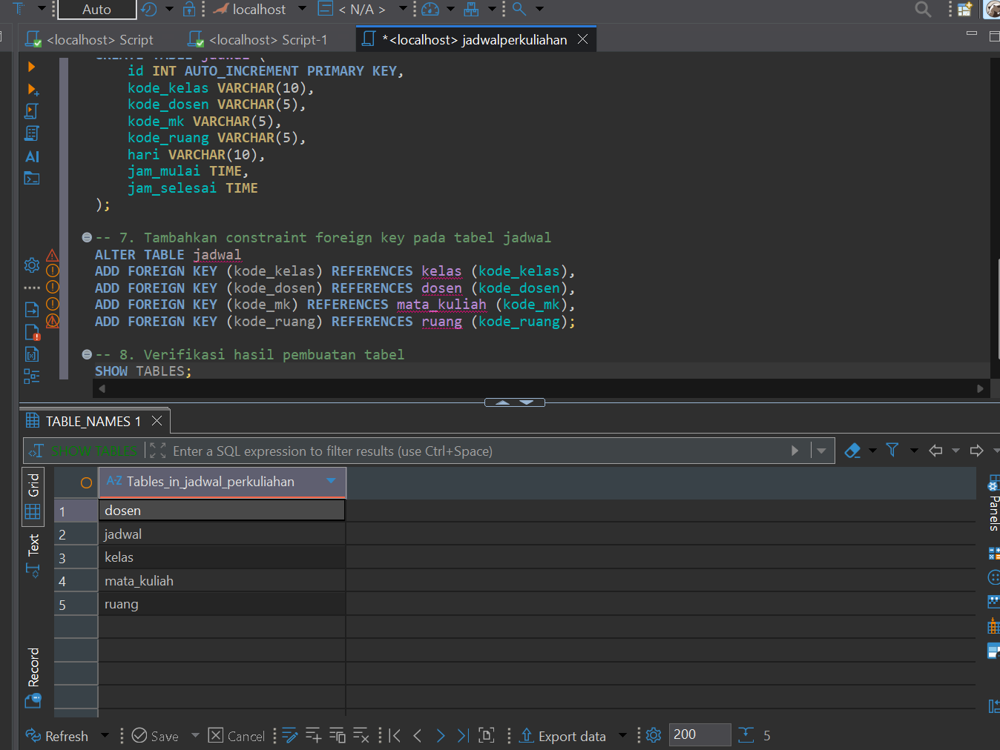 Auto
localhost
< N/A >
<localhost> Script
<localhost> Script-1
*<localhost> jadwalperkuliahan
CREATE TABLE jadwal (
id INT AUTO_INCREMENT PRIMARY KEY,
kode_kelas VARCHAR(10),
kode_dosen VARCHAR(5),
kode_mk VARCHAR(5),
kode_ruang VARCHAR(5),
hari VARCHAR(10),
jam_mulai TIME,
jam_selesai TIME
);
-- 7. Tambahkan constraint foreign key pada tabel jadwal
ALTER TABLE jadwal
ADD FOREIGN KEY (kode_kelas) REFERENCES kelas (kode_kelas),
ADD FOREIGN KEY (kode_dosen) REFERENCES dosen (kode_dosen),
ADD FOREIGN KEY (kode_mk) REFERENCES mata_kuliah (kode_mk),
ADD FOREIGN KEY (kode_ruang) REFERENCES ruang (kode_ruang);
-- 8. Verifikasi hasil pembuatan tabel
SHOW TABLES;
AI
TABLE_NAMES 1
SHOW TABLES
Enter a SQL expression to filter results (use Ctrl+Space)
Grid
Text
Record
Panels
A-Z Tables_in_jadwal_perkuliahan
1 dosen
2 jadwal
3 kelas
4 mata_kuliah
5 ruang
Refresh
Save
Cancel
Export data
200
5